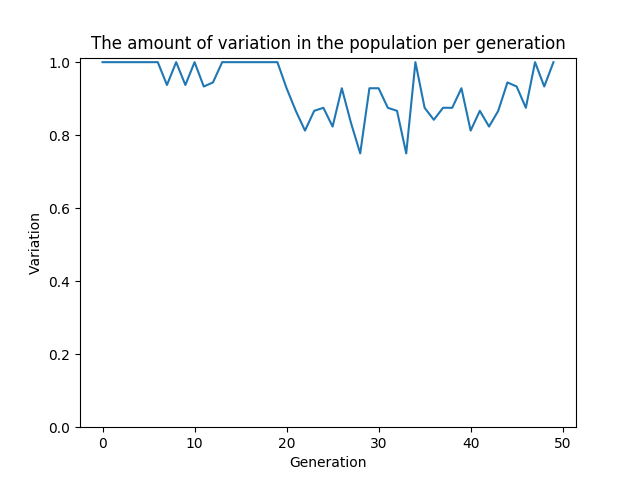 The amount of variation in the population per generation
1.0
0.8
0.6
0.4
0.2
0.0
Variation
0 10 20 30 40 50
Generation